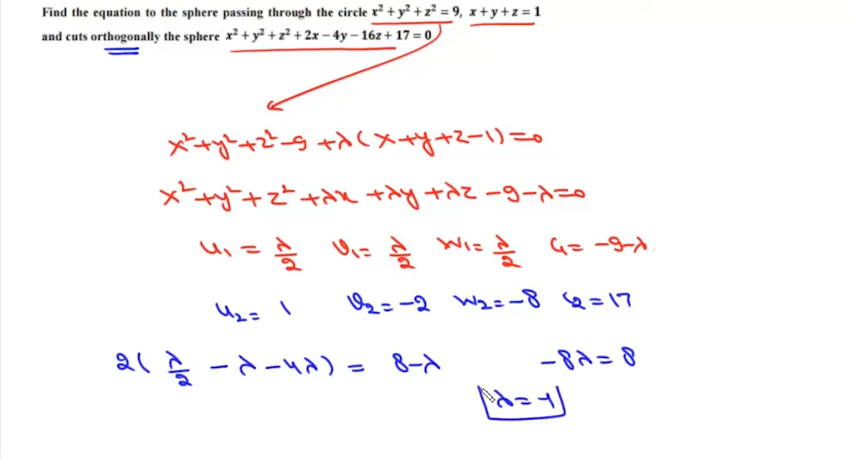 Find the equation to the sphere passing through the circle x² + y² + z² = 9, x + y + z = 1
and cuts orthogonally the sphere x² + y² + z² + 2x − 4y − 16z + 17 = 0
x²+y²+z²−9+λ(x+y+z−1)=0
x²+y²+z²+λx+λy+λz−9−λ=0
u₁ = λ/2 v₁ = λ/2 w₁ = λ/2 c₁ = −9−λ
u₂ = 1 v₂ = −2 w₂ = −8 c₂ = 17
2(λ/2 − λ − 4λ) = 8−λ −8λ = 8
λ = −1